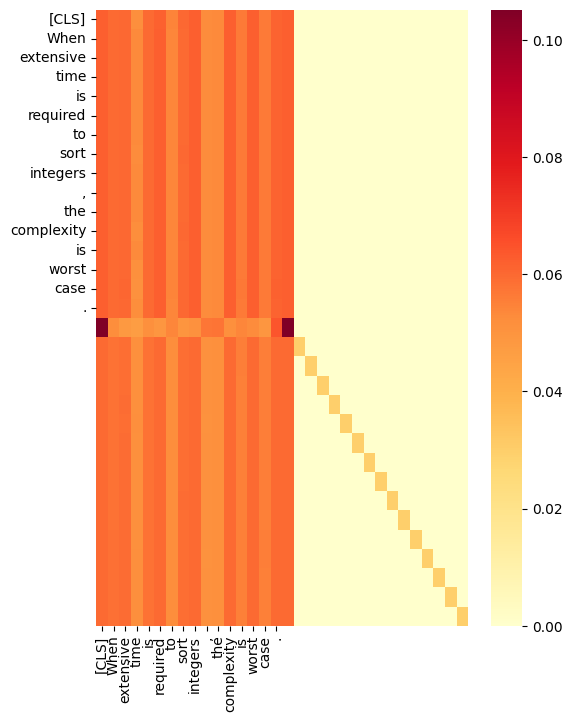 [CLS]
When
extensive
time
is
required
to
sort
integers
,
the
complexity
is
worst
case
.
0.10
0.08
0.06
0.04
0.02
0.00
[CLS]
When
extensive
time
is
required
to
sort
integers
,
the
complexity
is
worst
case
.